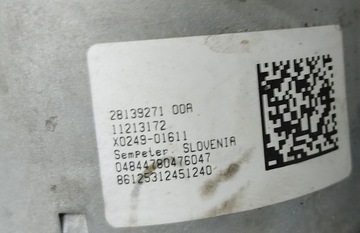 28139271 00A
11213172
X0249-01611
Sempeter, SLOVENIA
04844780476047
86125312451240